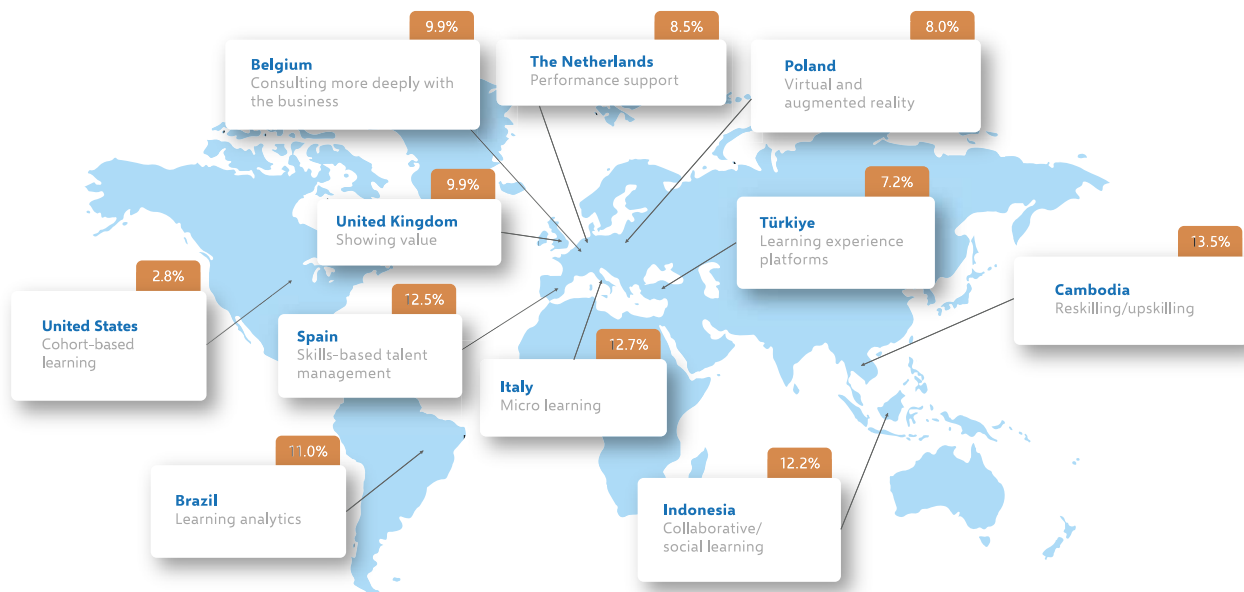 9.9%
Belgium
Consulting more deeply with
the business
8.5%
The Netherlands
Performance support
8.0%
Poland
Virtual and
augmented reality
9.9%
United Kingdom
Showing value
7.2%
Türkiye
Learning experience
platforms
13.5%
Cambodia
Reskilling/upskilling
2.8%
United States
Cohort-based
learning
12.5%
Spain
Skills-based talent
management
12.7%
Italy
Micro learning
11.0%
Brazil
Learning analytics
12.2%
Indonesia
Collaborative/
social learning